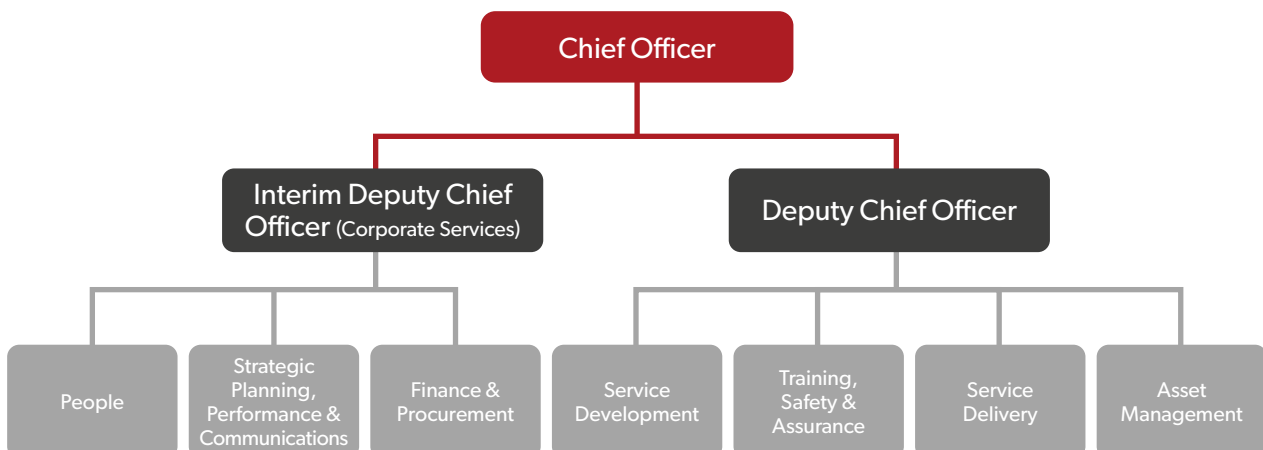 Chief Officer
Interim Deputy Chief
Officer (Corporate Services)
Deputy Chief Officer
People
Strategic
Planning,
Performance &
Communications
Finance &
Procurement
Service
Development
Training,
Safety &
Assurance
Service
Delivery
Asset
Management